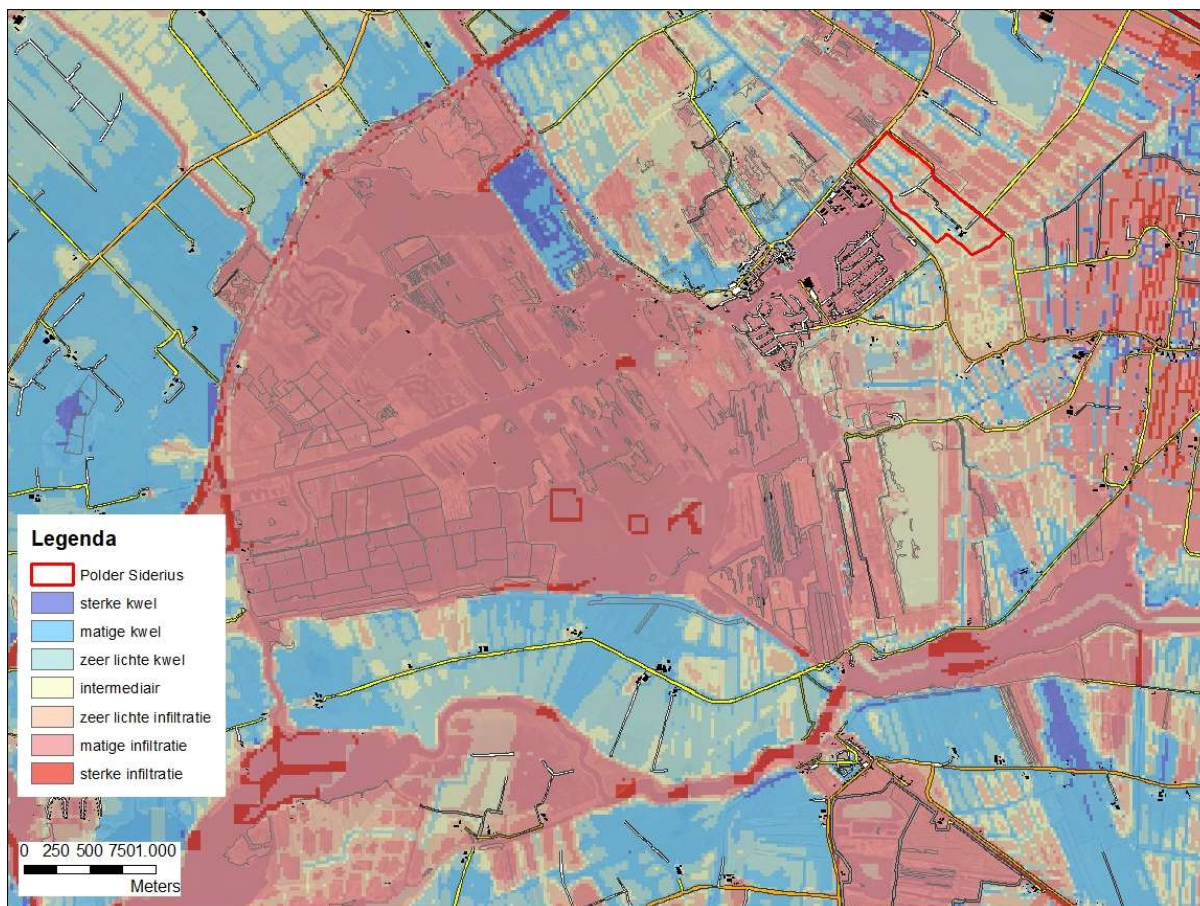 Legenda
Polder Siderius
sterke kwel
matige kwel
zeer lichte kwel
intermediair
zeer lichte infiltratie
matige infiltratie
sterke infiltratie
0 250 500 7501.000
Meters